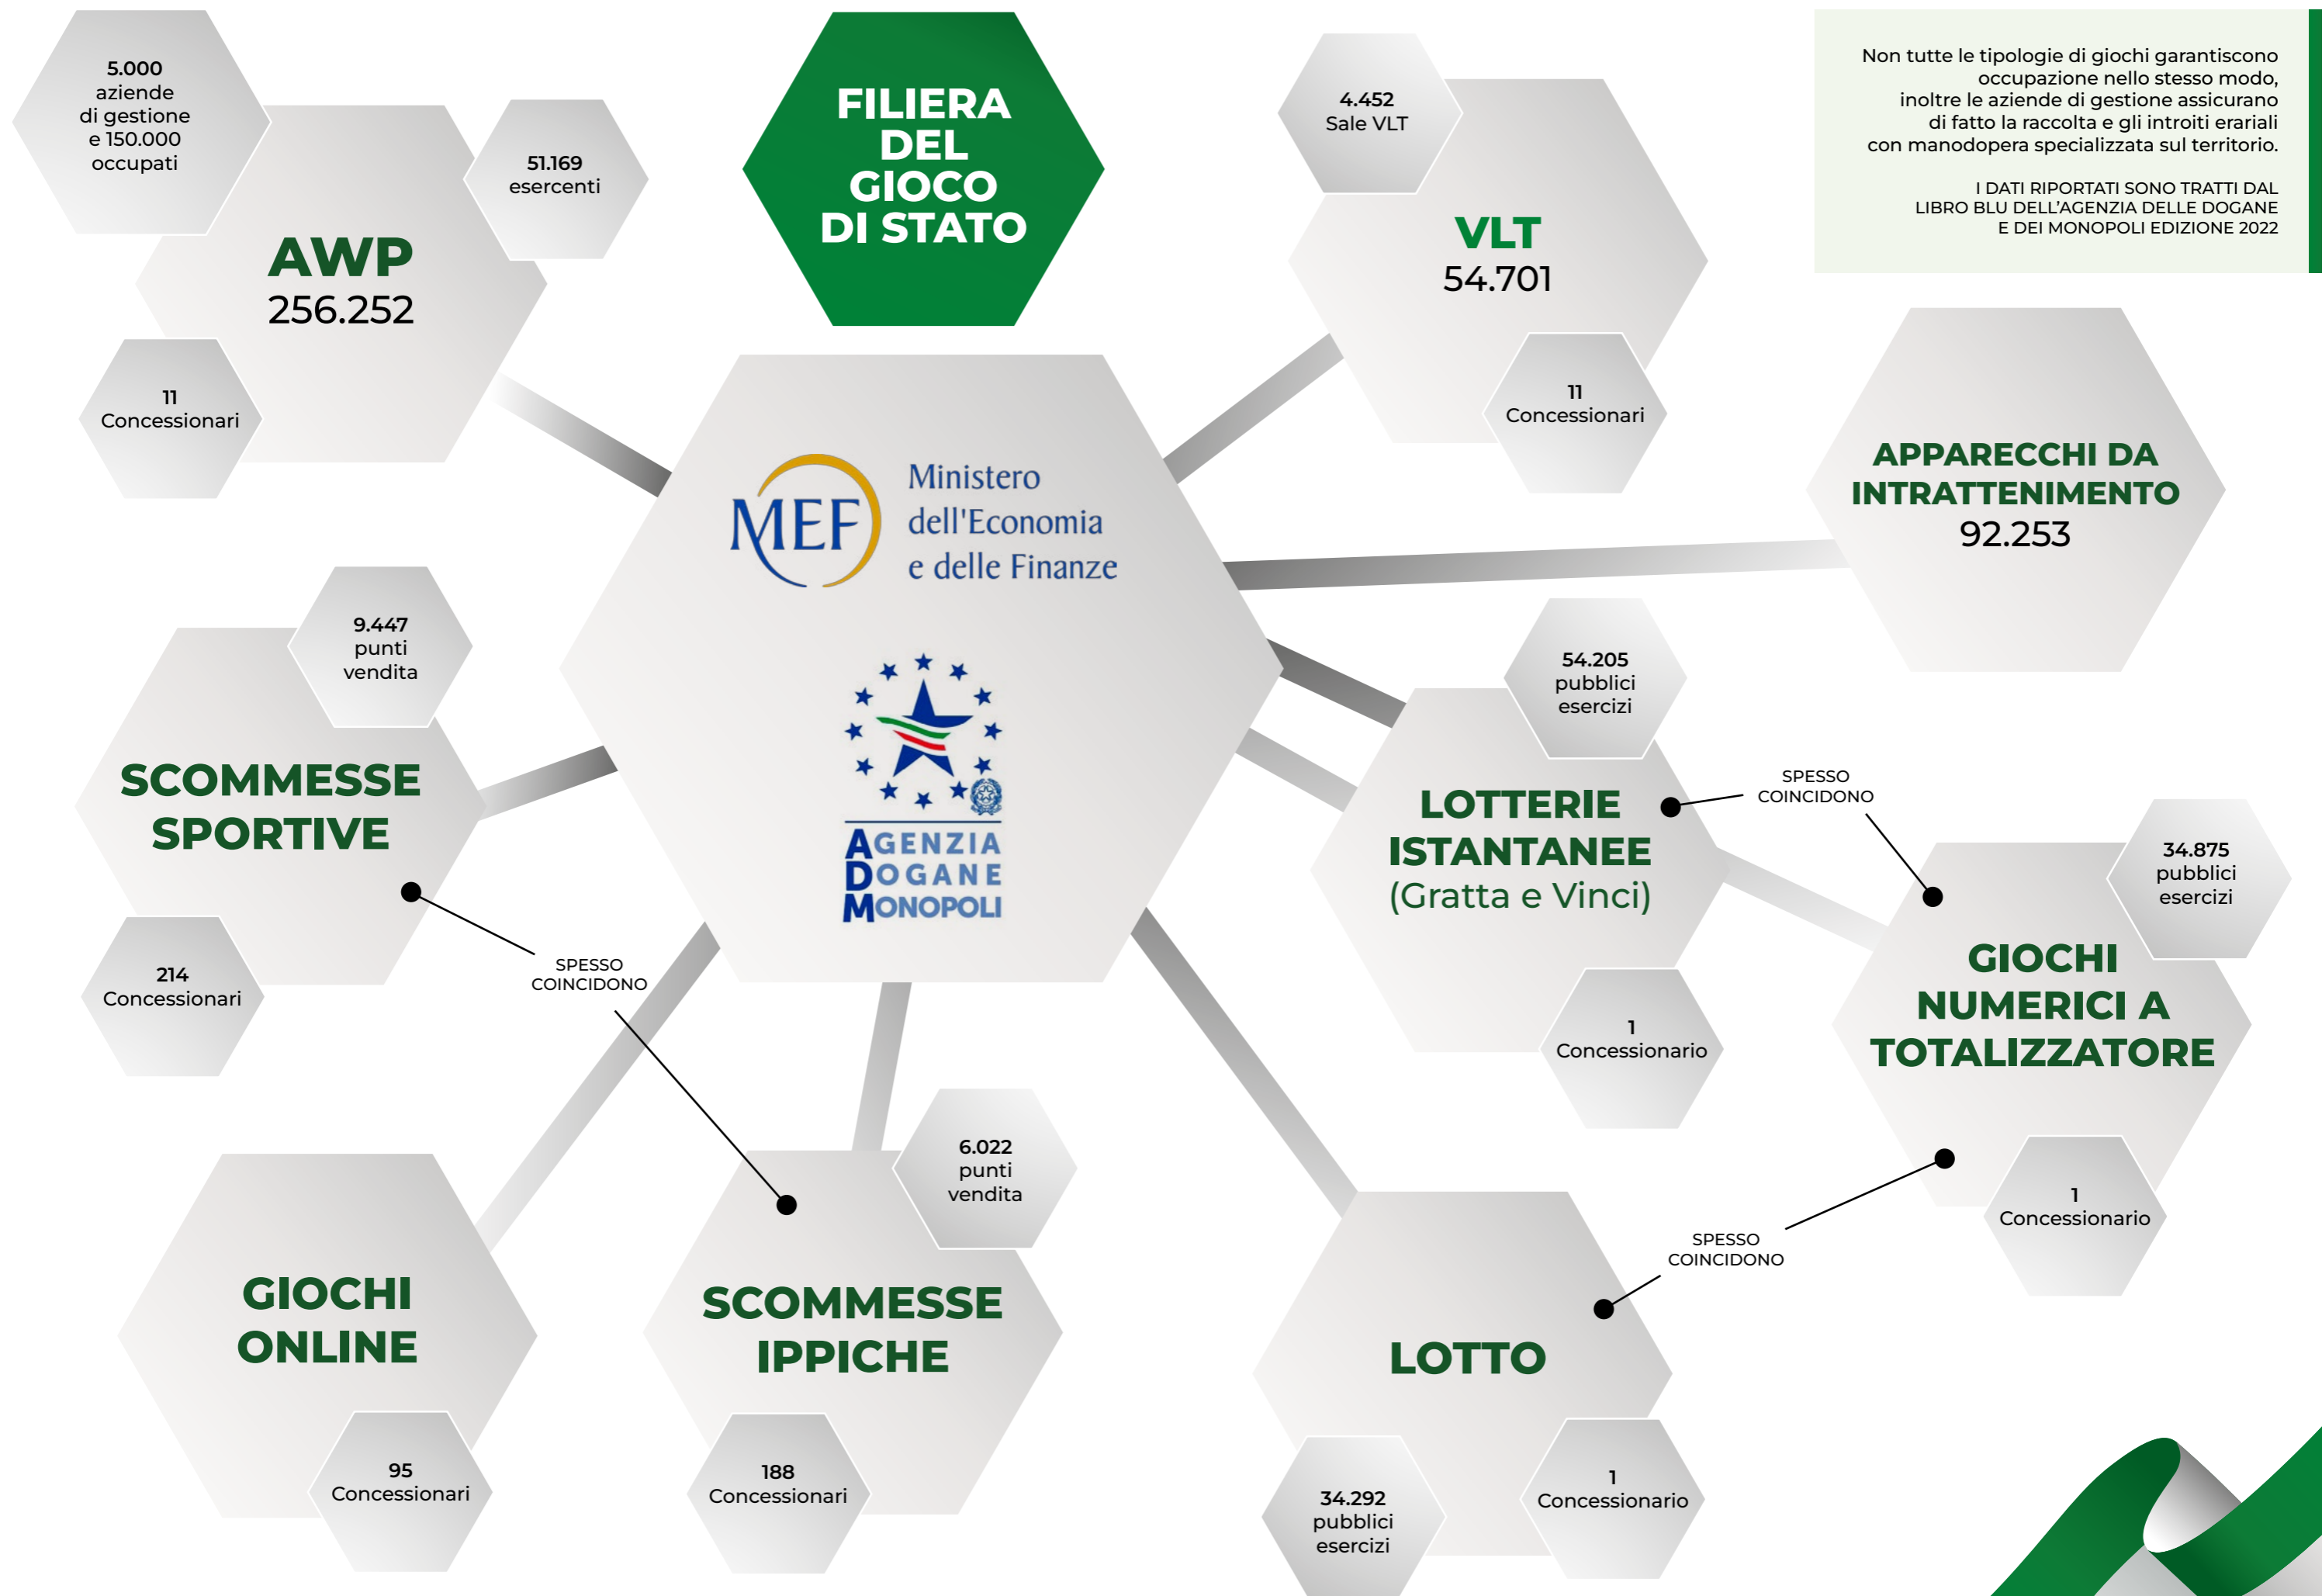 5.000
aziende
di gestione
e 150.000
occupati
51.169
esercenti
AWP
256.252
11
Concessionari
FILIERA
DEL
GIOCO
DI STATO
4.452
Sale VLT
VLT
54.701
11
Concessionari
Non tutte le tipologie di giochi garantiscono
occupazione nello stesso modo,
inoltre le aziende di gestione assicurano
di fatto la raccolta e gli introiti erariali
con manodopera specializzata sul territorio.
I DATI RIPORTATI SONO TRATTI DAL
LIBRO BLU DELL'AGENZIA DELLE DOGANE
E DEI MONOPOLI EDIZIONE 2022
APPARECCHI DA
INTRATTENIMENTO
92.253
MEF
Ministero
dell'Economia
e delle Finanze
AGENZIA
DOGANE
MONOPOLI
9.447
punti
vendita
SCOMMESSE
SPORTIVE
214
Concessionari
SPESSO
COINCIDONO
54.205
pubblici
esercizi
LOTTERIE
ISTANTANEE
(Gratta e Vinci)
1
Concessionario
SPESSO
COINCIDONO
34.875
pubblici
esercizi
GIOCHI
NUMERICI A
TOTALIZZATORE
1
Concessionario
SPESSO
COINCIDONO
GIOCHI
ONLINE
95
Concessionari
6.022
punti
vendita
SCOMMESSE
IPPICHE
188
Concessionari
LOTTO
34.292
pubblici
esercizi
1
Concessionario